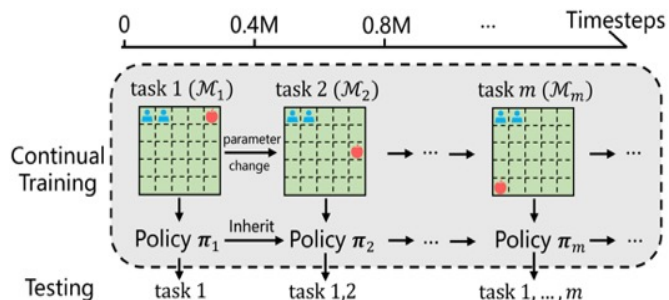 Timesteps
0 0.4M 0.8M ...
task 1 (ℳ₁) task 2 (ℳ₂) task m (ℳₘ)
parameter
change
... ...
Continual
Training
Inherit
Policy π₁ Policy π₂ ... Policy πₘ ...
Testing task 1 task 1,2 task 1, ... , m